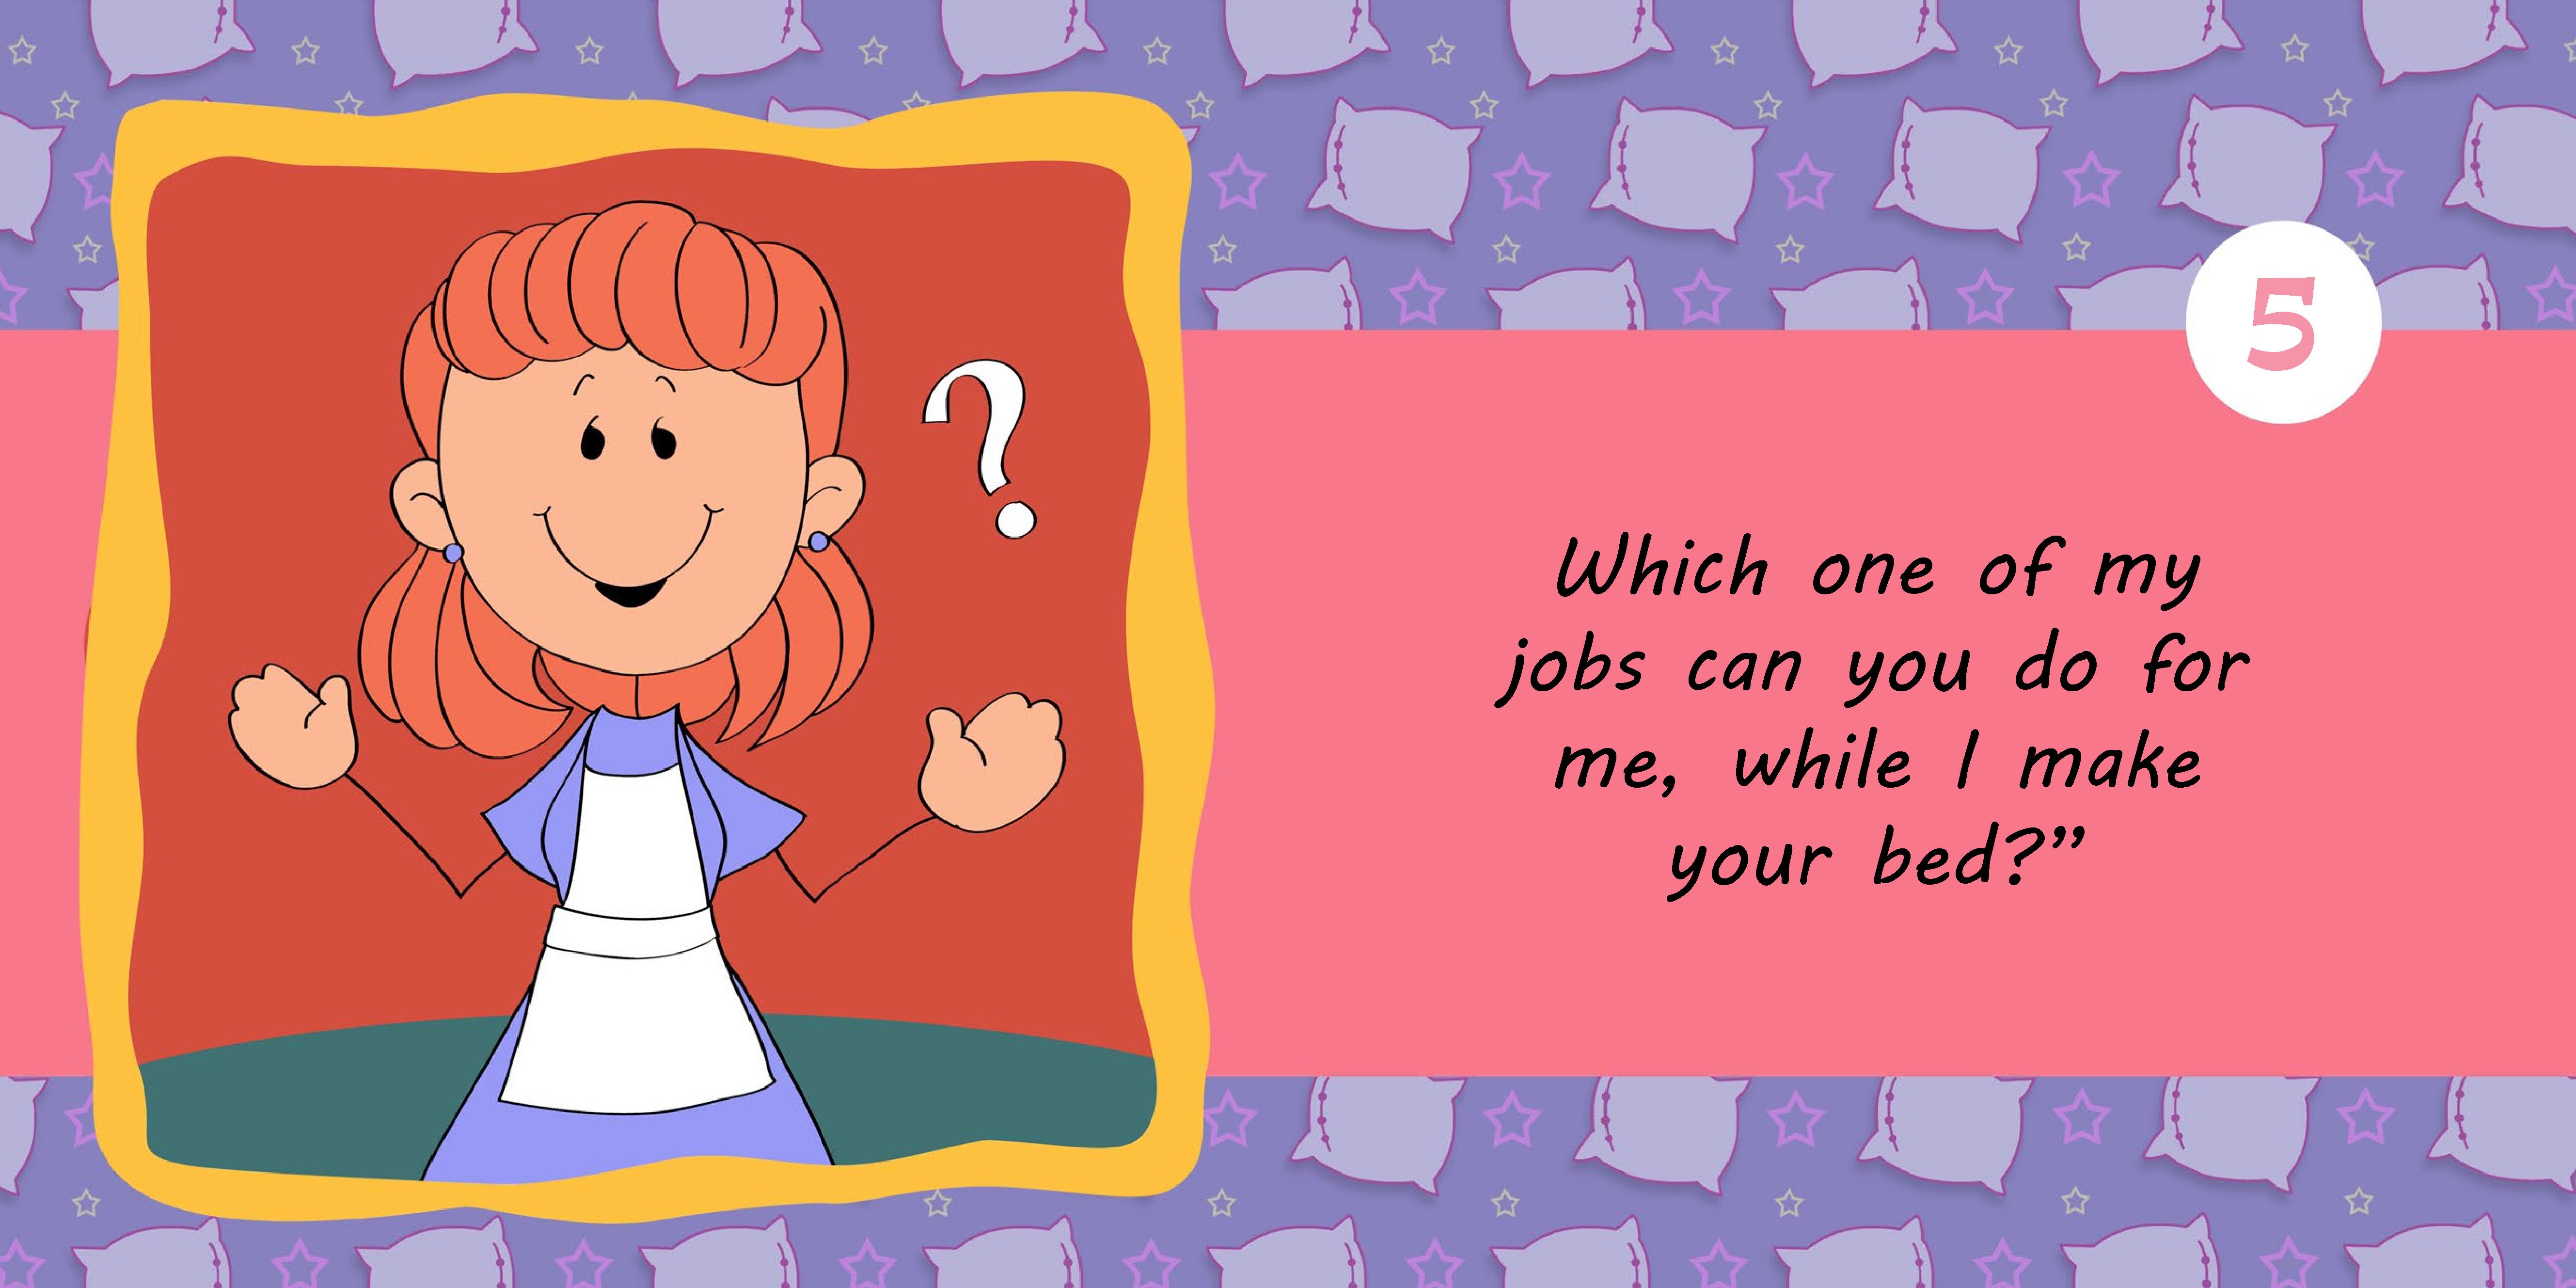 ?
5
Which one of my
jobs can you do for
me, while I make
your bed?”